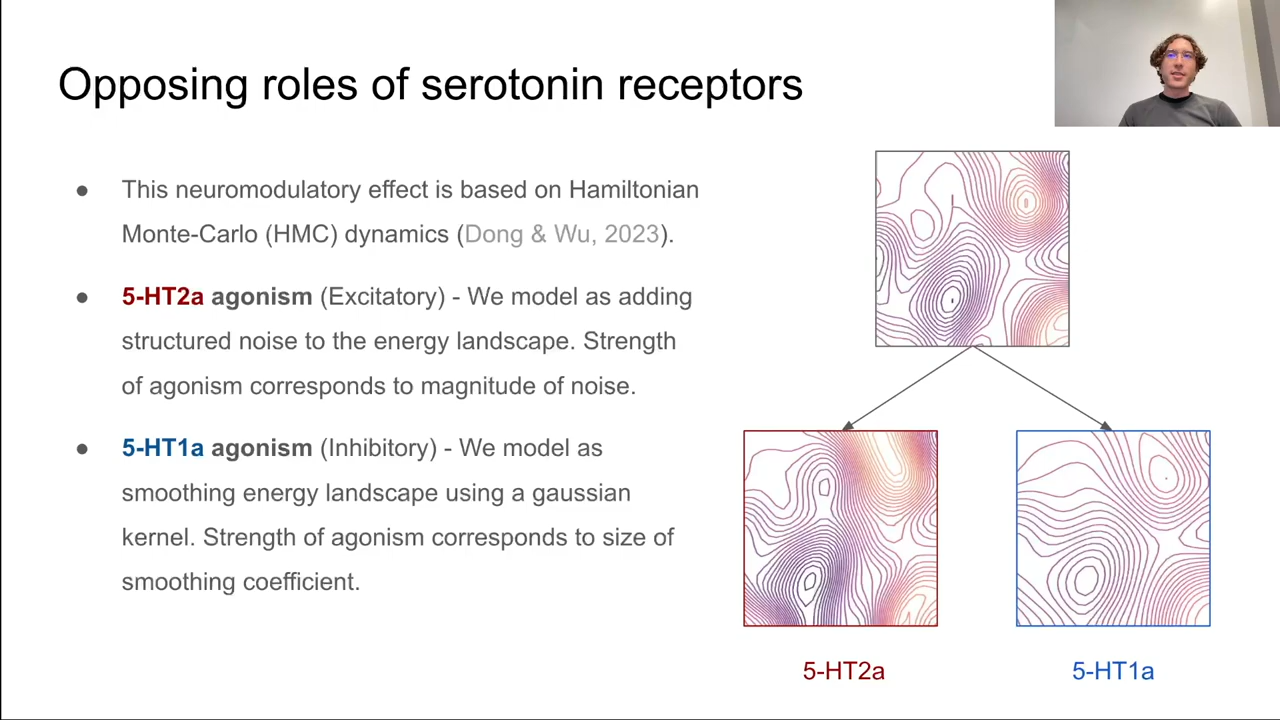 Opposing roles of serotonin receptors
● This neuromodulatory effect is based on Hamiltonian
Monte-Carlo (HMC) dynamics (Dong & Wu, 2023).
● 5-HT2a agonism (Excitatory) - We model as adding
structured noise to the energy landscape. Strength
of agonism corresponds to magnitude of noise.
● 5-HT1a agonism (Inhibitory) - We model as
smoothing energy landscape using a gaussian
kernel. Strength of agonism corresponds to size of
smoothing coefficient.
5-HT2a
5-HT1a